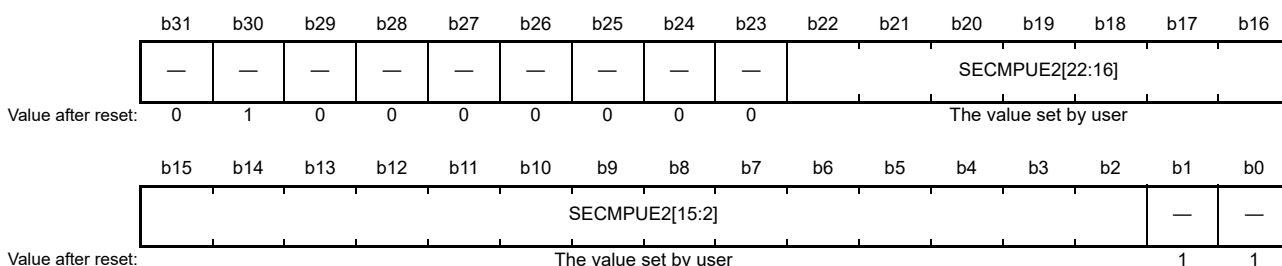 b31 b30 b29 b28 b27 b26 b25 b24 b23 b22 b21 b20 b19 b18 b17 b16
— — — — — — — — — SECMPUE2[22:16]
Value after reset: 0 1 0 0 0 0 0 0 0 The value set by user
b15 b14 b13 b12 b11 b10 b9 b8 b7 b6 b5 b4 b3 b2 b1 b0
SECMPUE2[15:2] — —
Value after reset: The value set by user 1 1